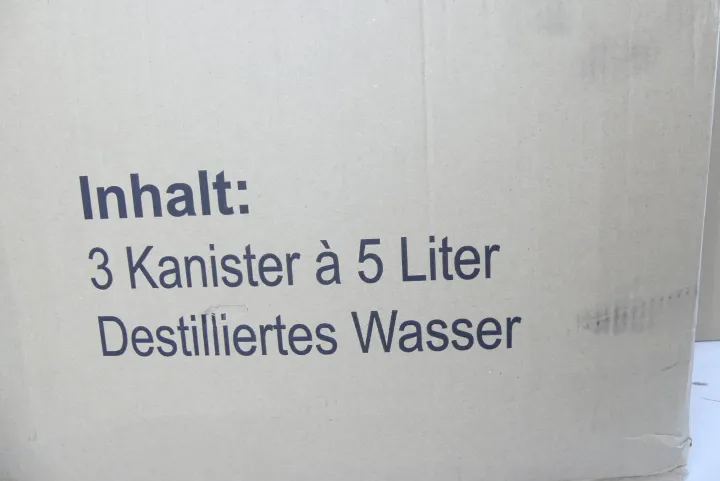 Inhalt:
3 Kanister à 5 Liter
Destilliertes Wasser